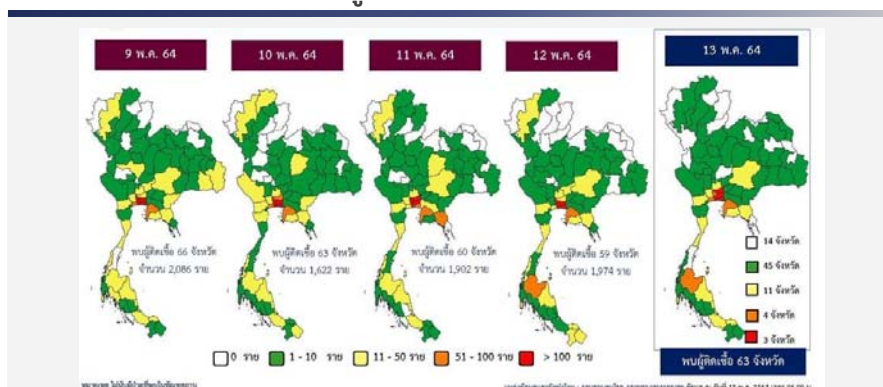 9 พ.ค. 64
10 พ.ค. 64
11 พ.ค. 64
12 พ.ค. 64
13 พ.ค. 64
พบผู้ติดเชื้อ 66 จังหวัด
จำนวน 2,086 ราย
พบผู้ติดเชื้อ 63 จังหวัด
จำนวน 1,622 ราย
พบผู้ติดเชื้อ 60 จังหวัด
จำนวน 1,902 ราย
พบผู้ติดเชื้อ 59 จังหวัด
จำนวน 1,974 ราย
14 จังหวัด
45 จังหวัด
11 จังหวัด
4 จังหวัด
3 จังหวัด
0 ราย 1 - 10 ราย 11 - 50 ราย 51 - 100 ราย > 100 ราย
พบผู้ติดเชื้อ 63 จังหวัด